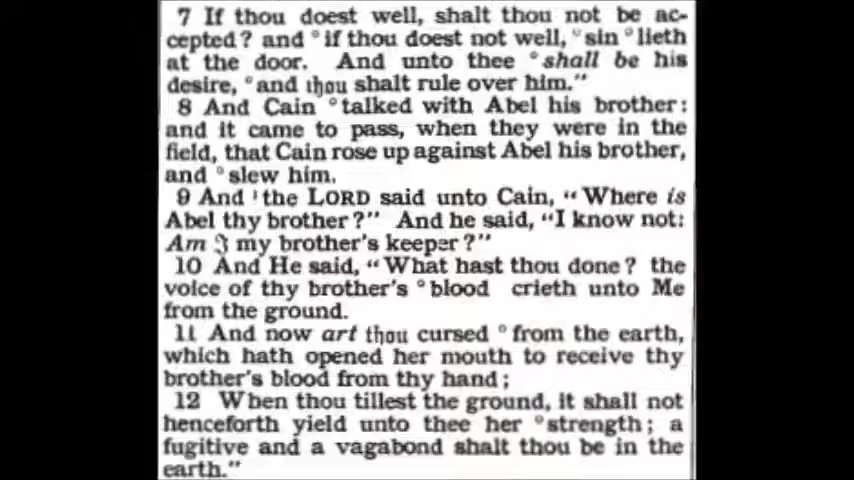 7 If thou doest well, shalt thou not be ac-
cepted? and °if thou doest not well, °sin °lieth
at the door. And unto thee °shall be his
desire, °and thou shalt rule over him."
8 And Cain °talked with Abel his brother:
and it came to pass, when they were in the
field, that Cain rose up against Abel his brother,
and °slew him.
9 And °the LORD said unto Cain, "Where is
Abel thy brother?" And he said, "I know not:
Am I my brother's keeper?"
10 And He said, "What hast thou done? the
voice of thy brother's °blood crieth unto Me
from the ground.
11 And now art thou cursed °from the earth,
which hath opened her mouth to receive thy
brother's blood from thy hand;
12 When thou tillest the ground, it shall not
henceforth yield unto thee her °strength; a
fugitive and a vagabond shalt thou be in the
earth."